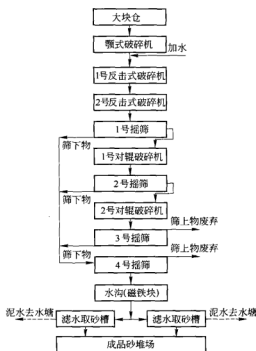 大块仓
颚式破碎机
加水
1号反击式破碎机
2号反击式破碎机
1号摇筛
筛下物
1号对辊破碎机
2号摇筛
筛下物
2号对辊破碎机
筛上物废弃
3号摇筛
筛上物废弃
筛下物
4号摇筛
水沟(磁铁块)
泥水去水塘
滤水取砂槽
滤水取砂槽
泥水去水塘
成品砂堆场